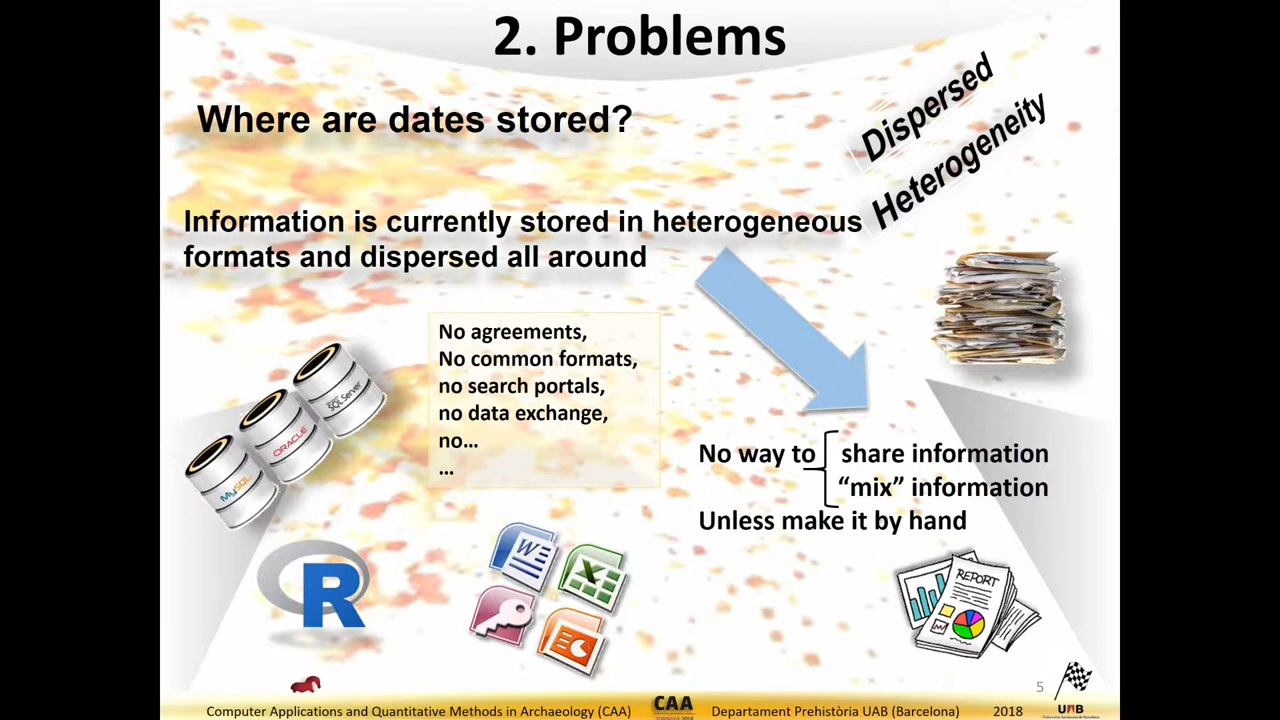 2. Problems
Where are dates stored?
Dispersed
Heterogeneity
Information is currently stored in heterogeneous
formats and dispersed all around
No agreements,
No common formats,
no search portals,
no data exchange,
no…
…
MySQL
ORACLE
SQL Server
No way to
share information
“mix” information
Unless make it by hand
R
W
X
REPORT
5
Computer Applications and Quantitative Methods in Archaeology (CAA)
CAA
Departament Prehistòria UAB (Barcelona)
2018
UAB